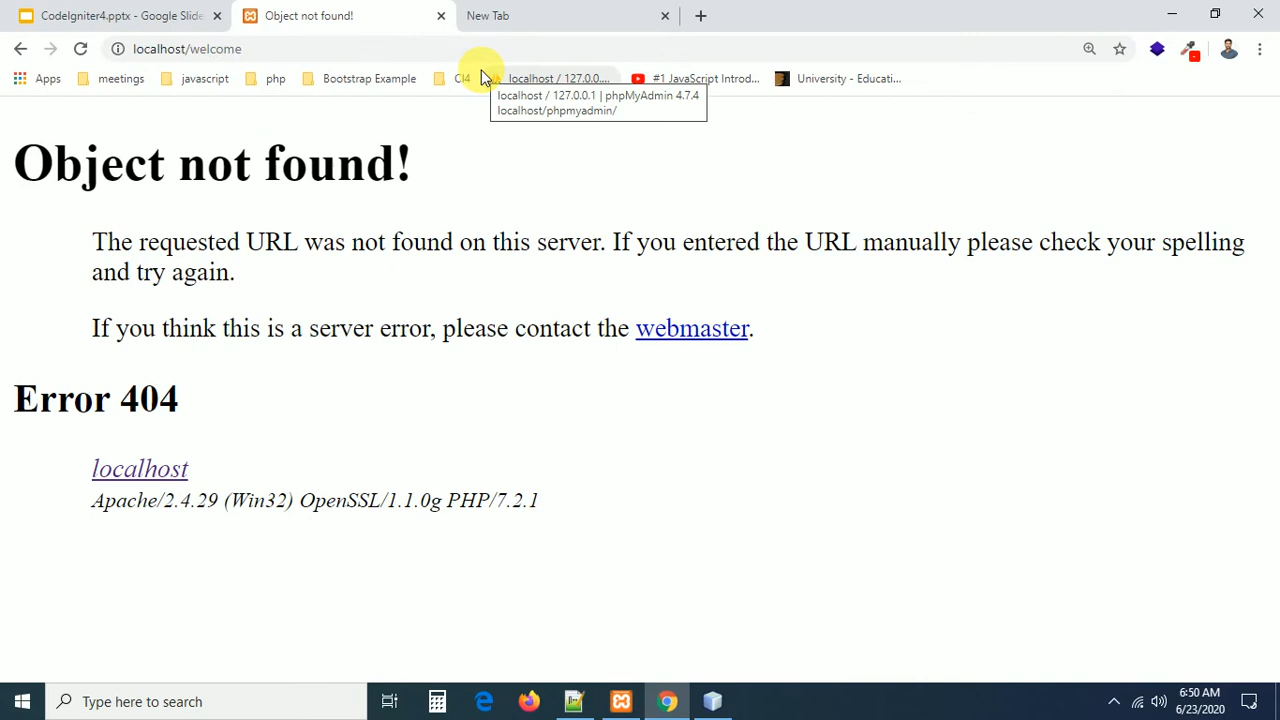 CodeIgniter4.pptx - Google Slide
Object not found!
New Tab
localhost/welcome
Apps
meetings
javascript
php
Bootstrap Example
CI4
localhost / 127.0.0....
#1 JavaScript Introd...
University - Educati...
localhost / 127.0.0.1 | phpMyAdmin 4.7.4
localhost/phpmyadmin/
Object not found!
The requested URL was not found on this server. If you entered the URL manually please check your spelling
and try again.
If you think this is a server error, please contact the webmaster.
Error 404
localhost
Apache/2.4.29 (Win32) OpenSSL/1.1.0g PHP/7.2.1
Type here to search
6:50 AM
6/23/2020